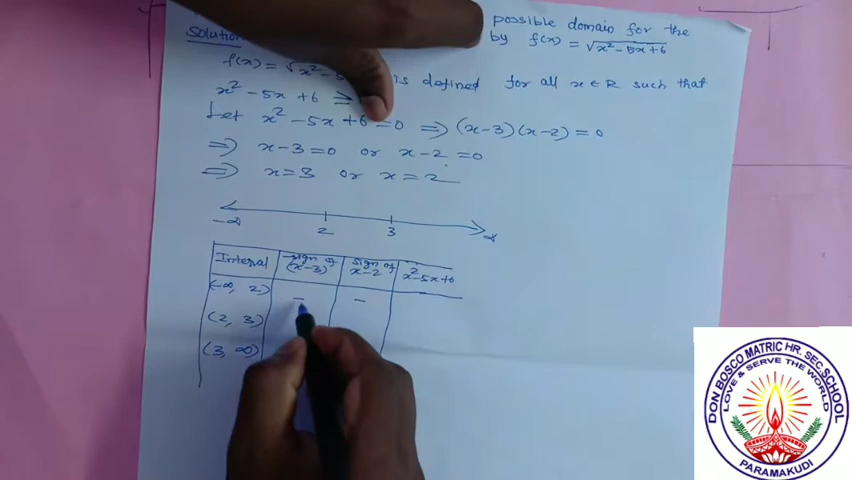 possible domain for the
Solution by f(x) = √x² - 5x + 6
f(x) = √x² - 5 is defined for all x ∈ R such that
x² - 5x + 6 ≥
Let x² - 5x + 6 = 0 ⇒ (x-3)(x-2) = 0
⇒ x-3 = 0 or x-2 = 0
⇒ x = 3 or x = 2
-∞ 2 3 ∞
Interval sign of (x-3) sign of x-2 x²-5x+6
(-∞, 2) - -
(2, 3)
(3, ∞)
DON BOSCO MATRIC HR. SEC SCHOOL
LOVE & SERVE THE WORLD
PARAMAKUDI